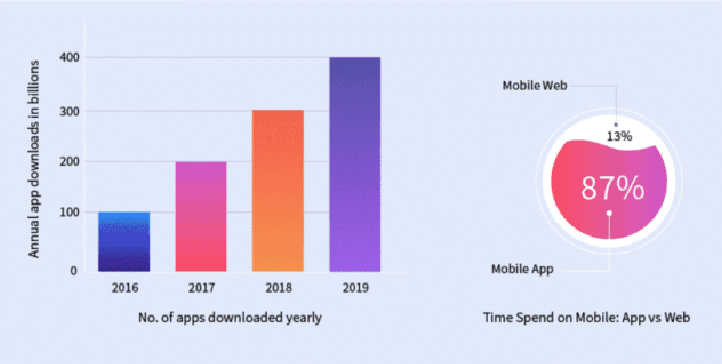 Annual app downloads in billions
400
300
200
100
0
2016 2017 2018 2019
No. of apps downloaded yearly
Mobile Web
13%
87%
Mobile App
Time Spend on Mobile: App vs Web